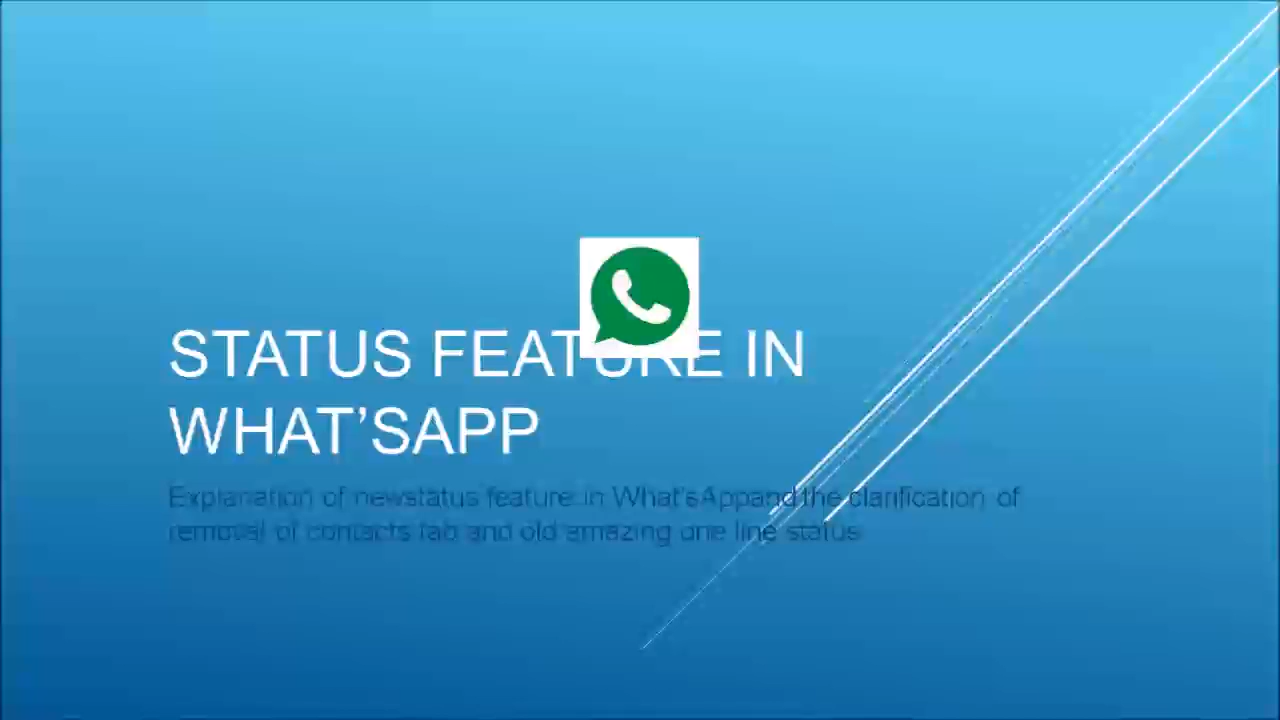 STATUS FEATURE IN
WHAT’SAPP
Explanation of newstatus feature in What'sAppand the clarification of
removal of contacts tab and old amazing one line status